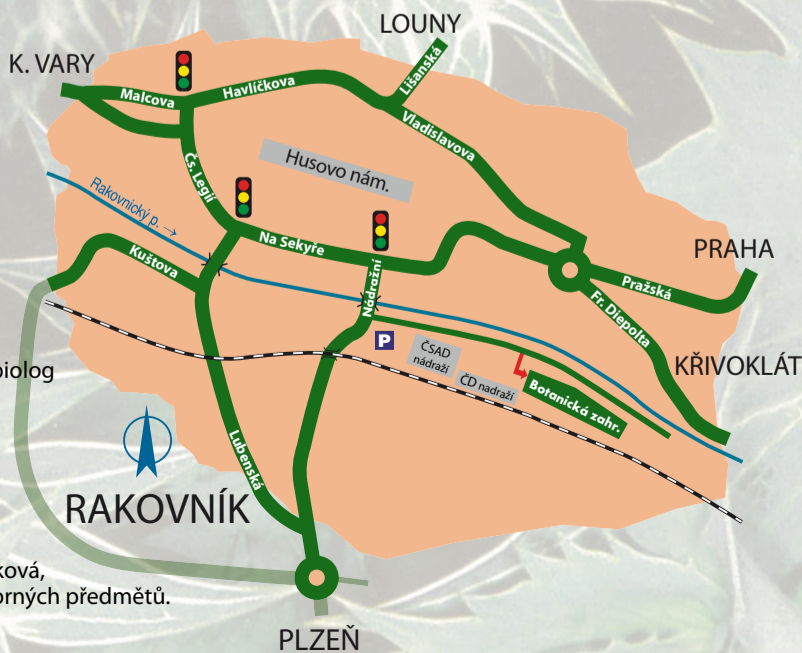 LOUNY
K. VARY
Lišanská
Malcova
Havlíčkova
Vladislavova
Čs. Legií
Husovo nám.
Rakovnický p. →
Na Sekyře
PRAHA
Kuštova
Nádražní
Pražská
Fr. Diepolta
P
ČSAD
nádraží
KŘIVOKLÁT
biolog
ČD nadraží
Botanická zahr.
Lubenská
RAKOVNÍK
ková,
orných předmětů.
PLZEŇ